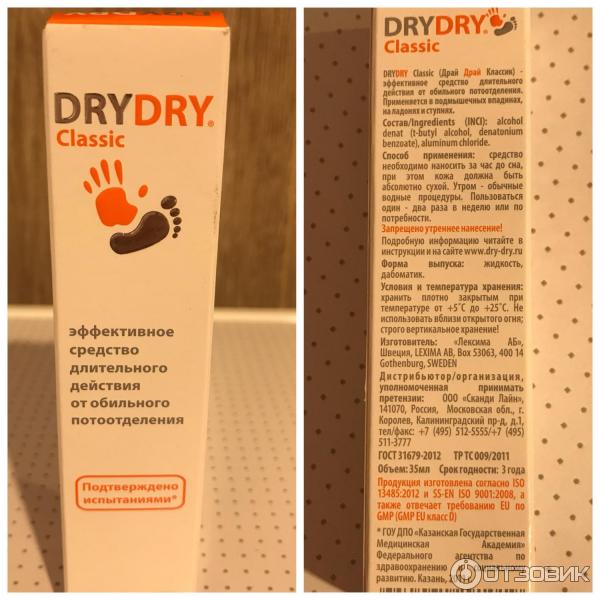 DRYDRY
DRYDRY®
Classic
эффективное
средство
длительного
действия
от обильного
потоотделения
Подтверждено
испытаниями*
DRYDRY®
Classic
DRYDRY Classic (Драй Драй Классик) -
эффективное средство длительного
действия от обильного потоотделения.
Применяется в подмышечных впадинах,
на ладонях и ступнях.
Состав/Ingredients (INCI): alcohol
denat (t-butyl alcohol, denatonium
benzoate), aluminum chloride.
Способ применения: средство
необходимо наносить за час до сна,
при этом кожа должна быть
абсолютно сухой. Утром - обычные
водные процедуры. Пользоваться
один - два раза в неделю или по
потребности.
Запрещено утреннее нанесение!
Подробную информацию читайте в
инструкции и на сайте www.dry-dry.ru
Форма выпуска: жидкость,
дабоматик.
Условия и температура хранения:
хранить плотно закрытым при
температуре от +5°С до +25°С. Не
использовать вблизи открытого огня;
строго вертикальное хранение!
Изготовитель: «Лексима АБ»,
Швеция, LEXIMA AB, Box 53063, 400 14
Gothenburg, SWEDEN
Дистрибьютор/организация,
уполномоченная принимать
претензии: ООО «Сканди Лайн»,
141070, Россия, Московская обл., г.
Королев, Калининградский пр-д, д.1,
тел/факс: +7 (495) 512-5555/+7 (495)
511-3777
ГОСТ 31679-2012 ТР ТС 009/2011
Объем: 35мл Срок годности: 3 года
Продукция изготовлена согласно ISO
13485:2012 и SS-EN ISO 9001:2008, а
также отвечает требованию EU по
GMP (GMP EU класс D)
* ГОУ ДПО «Казанская Государственная
Медицинская Академия»
Федерального агентства по
здравоохранению и социальному
развитию. Казань,
ОТЗОВИК